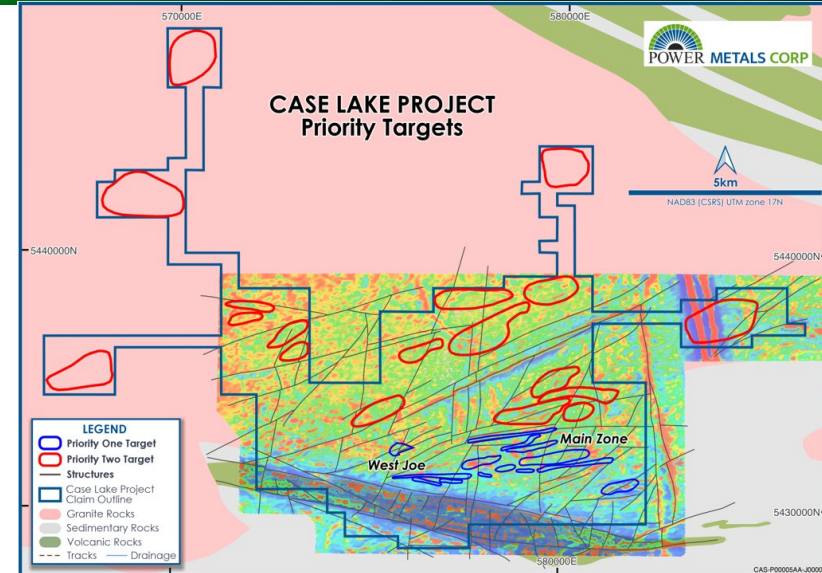 570000E
580000E
POWER METALS CORP
CASE LAKE PROJECT
Priority Targets
5km
NAD83 (CSRS) UTM zone 17N
5440000N
5440000N
LEGEND
Priority One Target
Priority Two Target
Structures
Case Lake Project
Claim Outline
Granite Rocks
Sedimentary Rocks
Volcanic Rocks
Tracks
Drainage
Main Zone
West Joe
5430000N
580000E